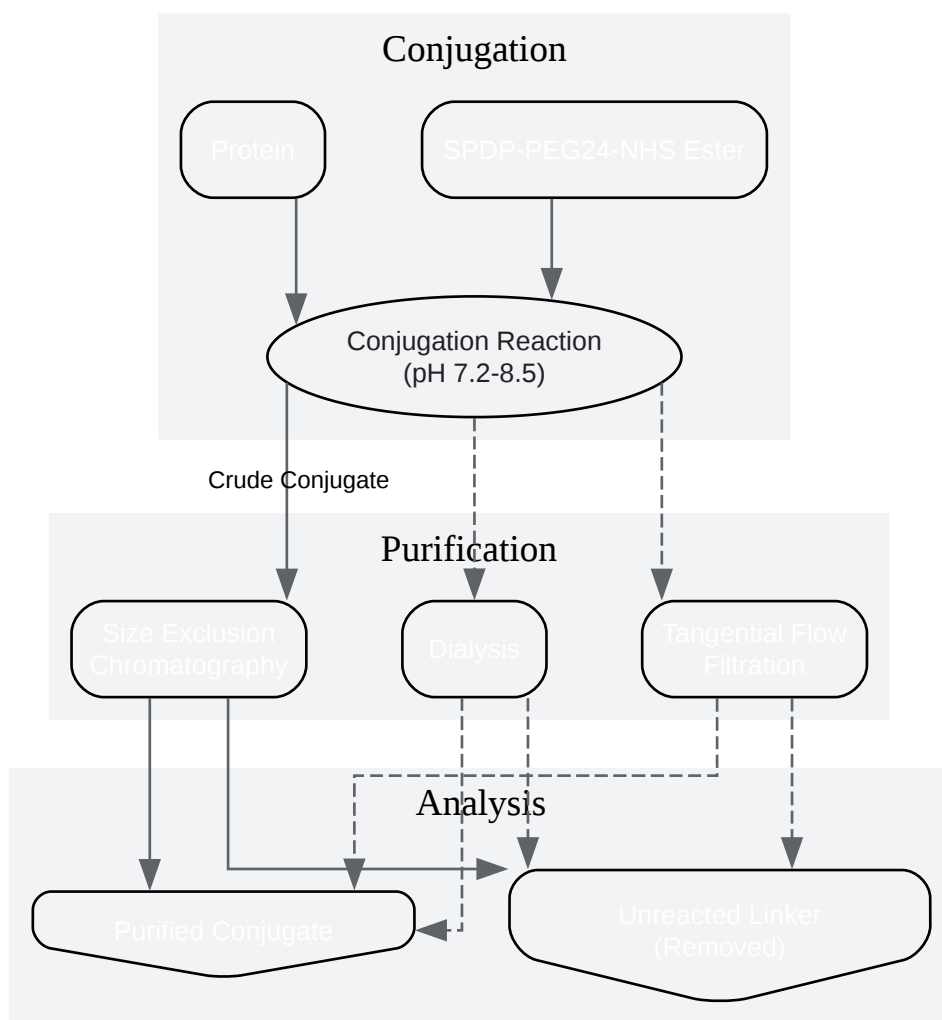 Conjugation
Protein
SPDP-PEG24-NHS Ester
Conjugation Reaction
(pH 7.2-8.5)
Crude Conjugate
Purification
Size Exclusion
Chromatography
Dialysis
Tangential Flow
Filtration
Analysis
Purified Conjugate
Unreacted Linker
(Removed)